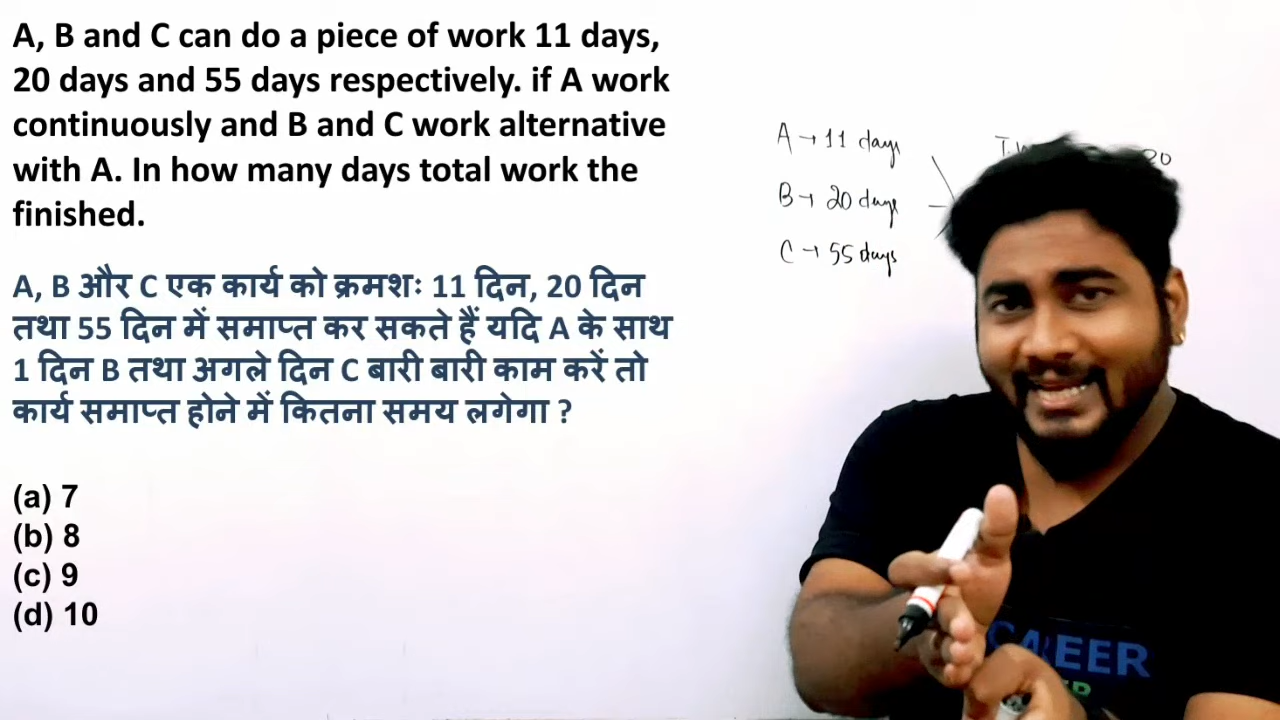 A, B and C can do a piece of work 11 days,
20 days and 55 days respectively. if A work
continuously and B and C work alternative
with A. In how many days total work the
finished.
A, B और C एक कार्य को क्रमशः 11 दिन, 20 दिन
तथा 55 दिन में समाप्त कर सकते हैं यदि A के साथ
1 दिन B तथा अगले दिन C बारी बारी काम करें तो
कार्य समाप्त होने में कितना समय लगेगा ?
(a) 7
(b) 8
(c) 9
(d) 10
A → 11 days
B → 20 days
C → 55 days
CAREER